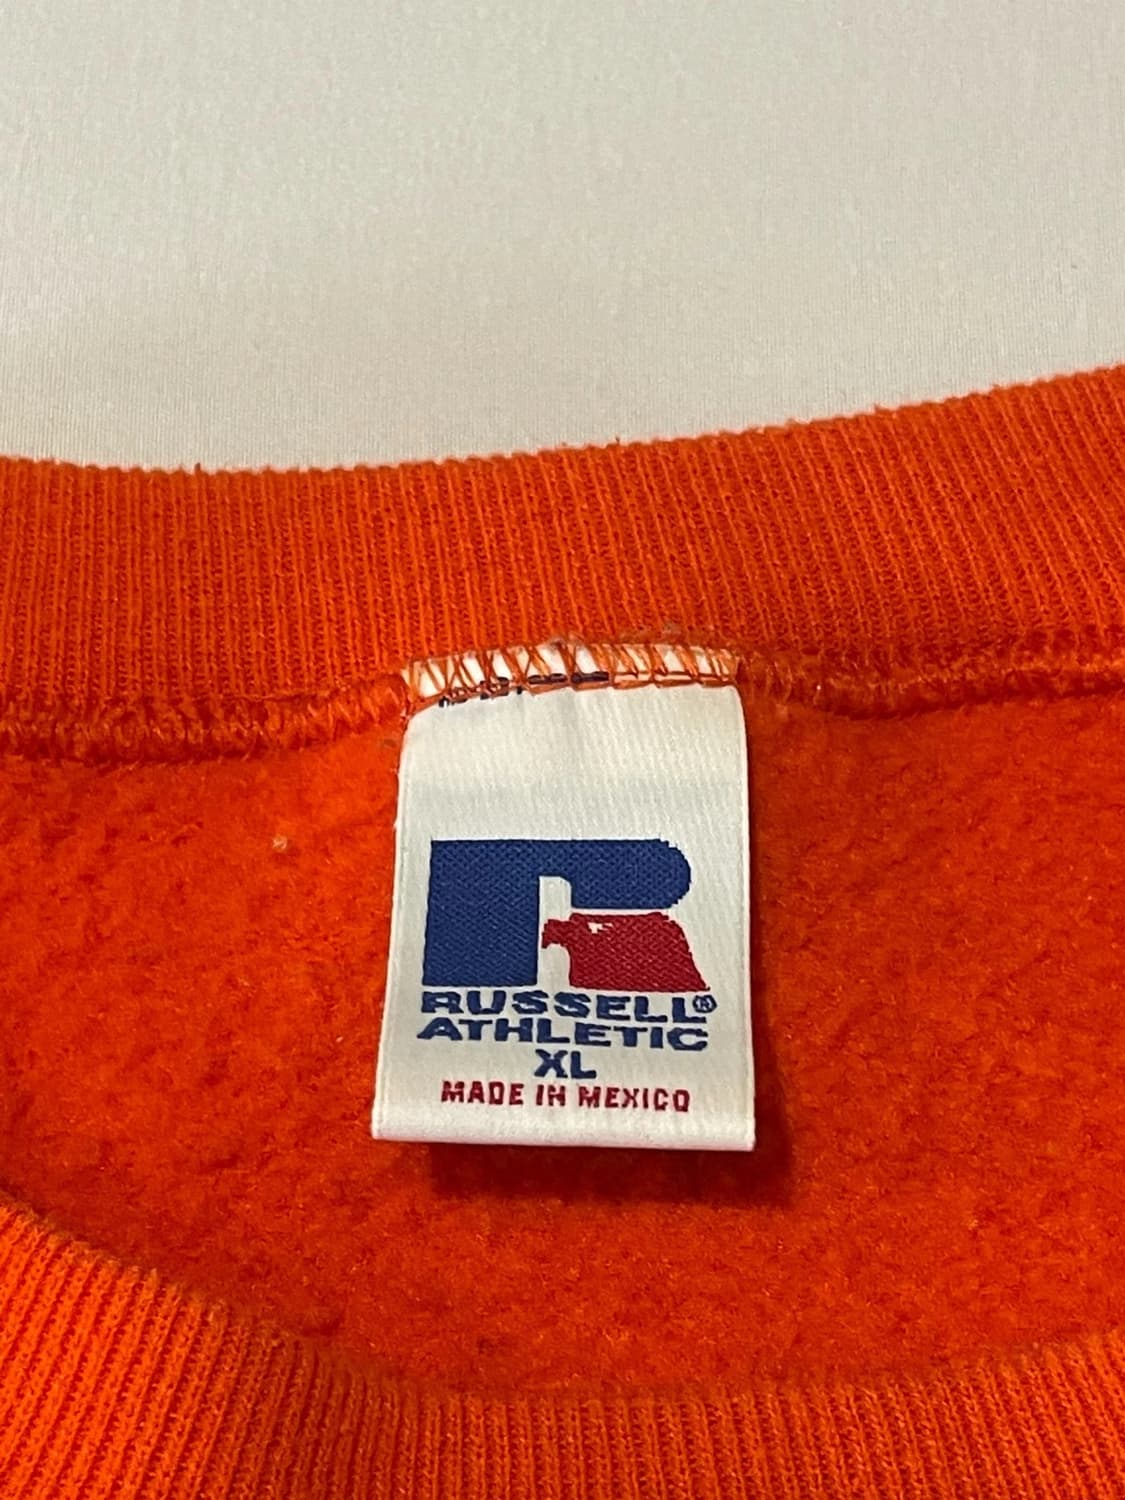 RUSSELL®
ATHLETIC
XL
MADE IN MEXICO